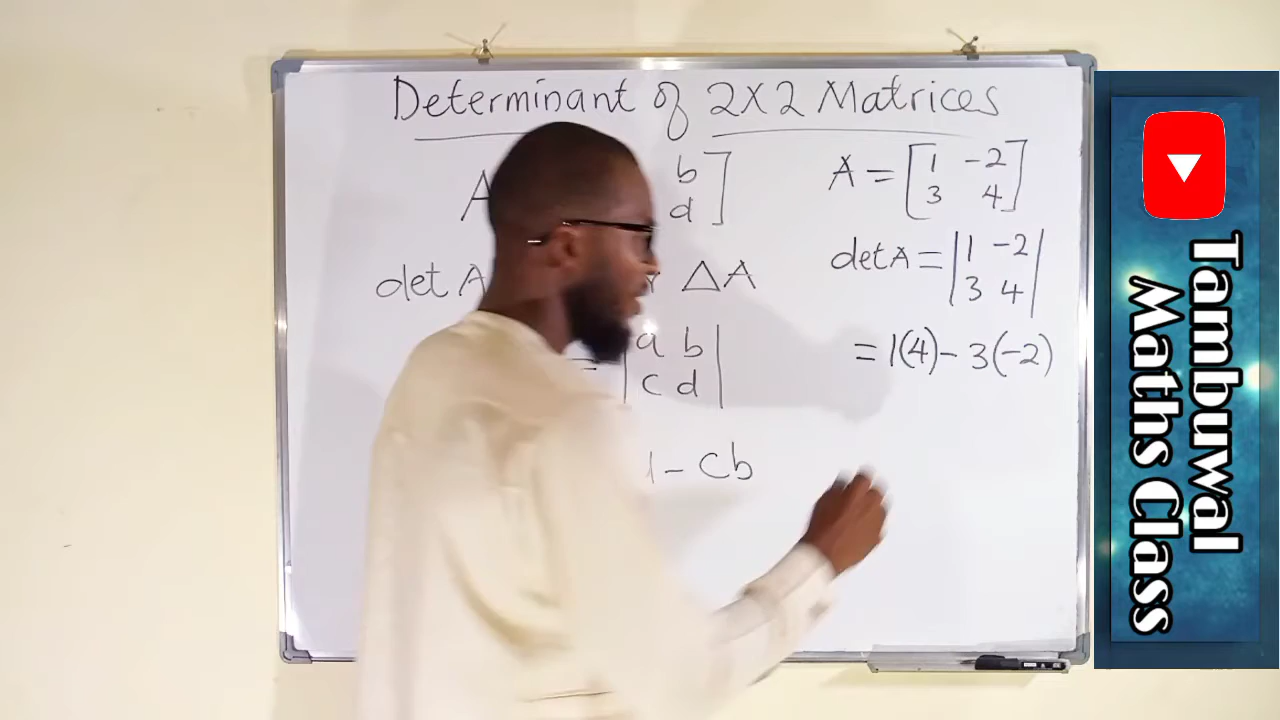 Determinant of 2X2 Matrices
A b ]
d
det A ΔA
= | a b |
c d
- Cb
A = [ 1 -2 ]
3 4
det A = | 1 -2 |
3 4
= 1(4) - 3(-2)
Tambuwal
Maths Class